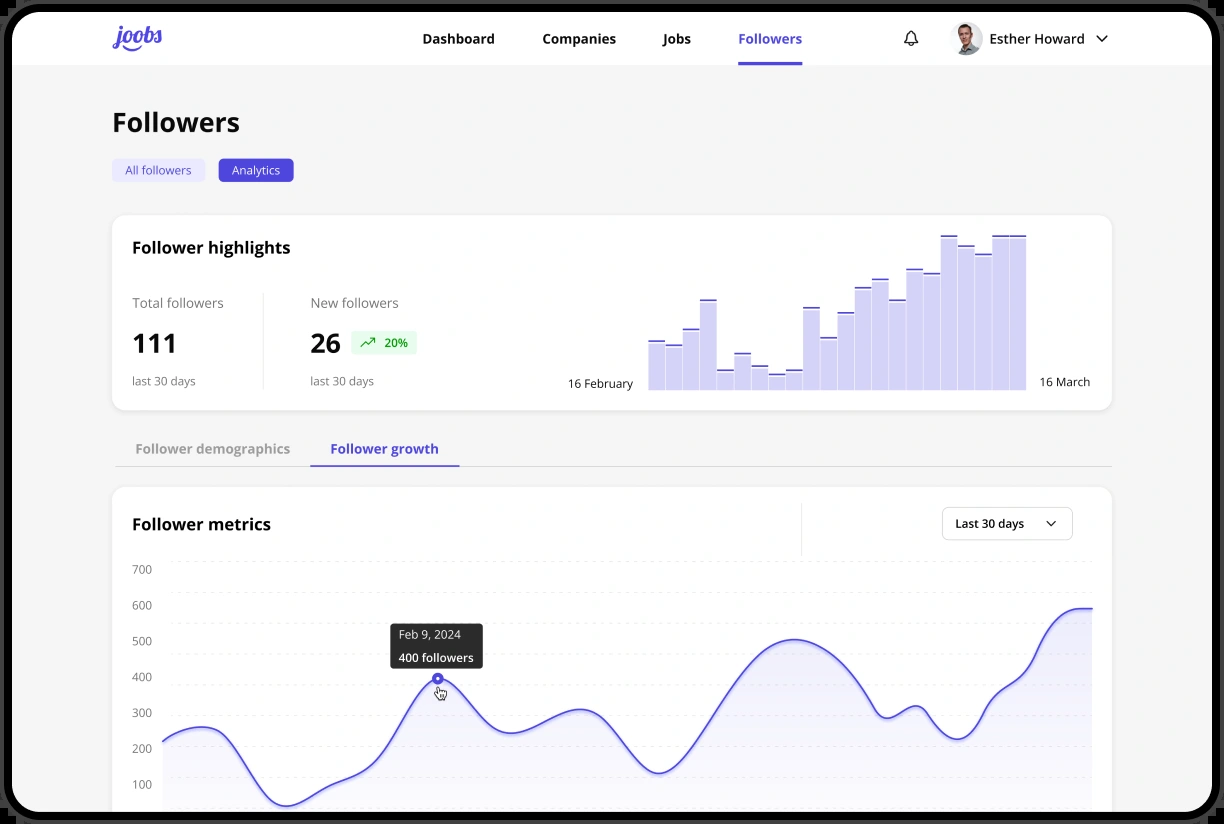 joobs
Dashboard
Companies
Jobs
Followers
Esther Howard
Followers
All followers
Analytics
Follower highlights
Total followers
New followers
111
26
20%
last 30 days
last 30 days
16 February
16 March
Follower demographics
Follower growth
Follower metrics
Last 30 days
700
600
500
400
300
200
100
Feb 9, 2024
400 followers